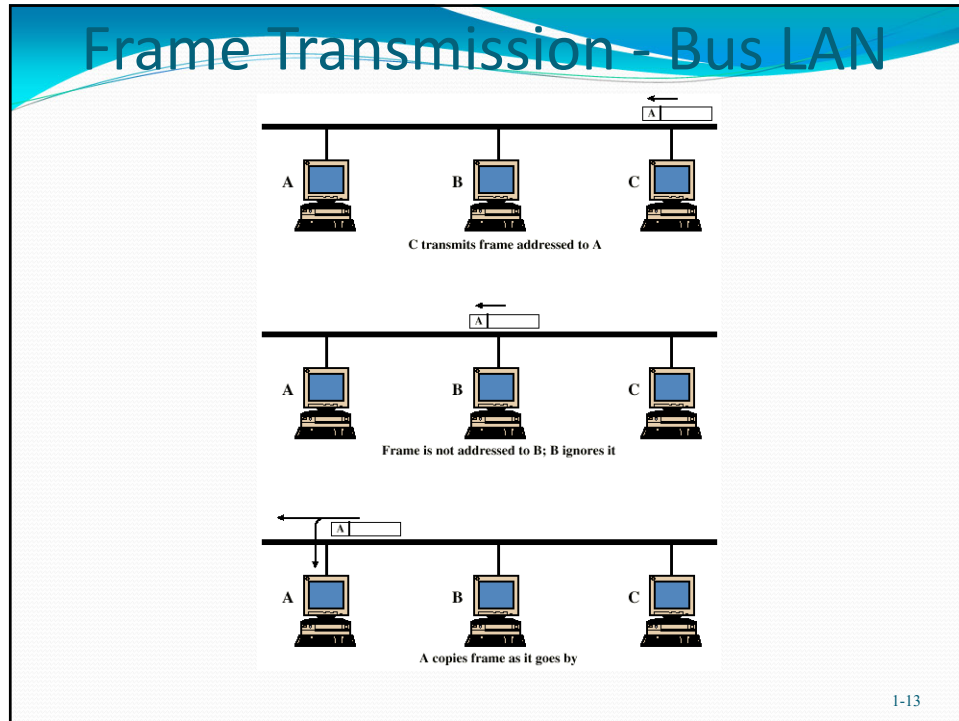 Frame Transmission - Bus LAN
A
A B C
C transmits frame addressed to A
A
A B C
Frame is not addressed to B; B ignores it
A
A B C
A copies frame as it goes by
1-13